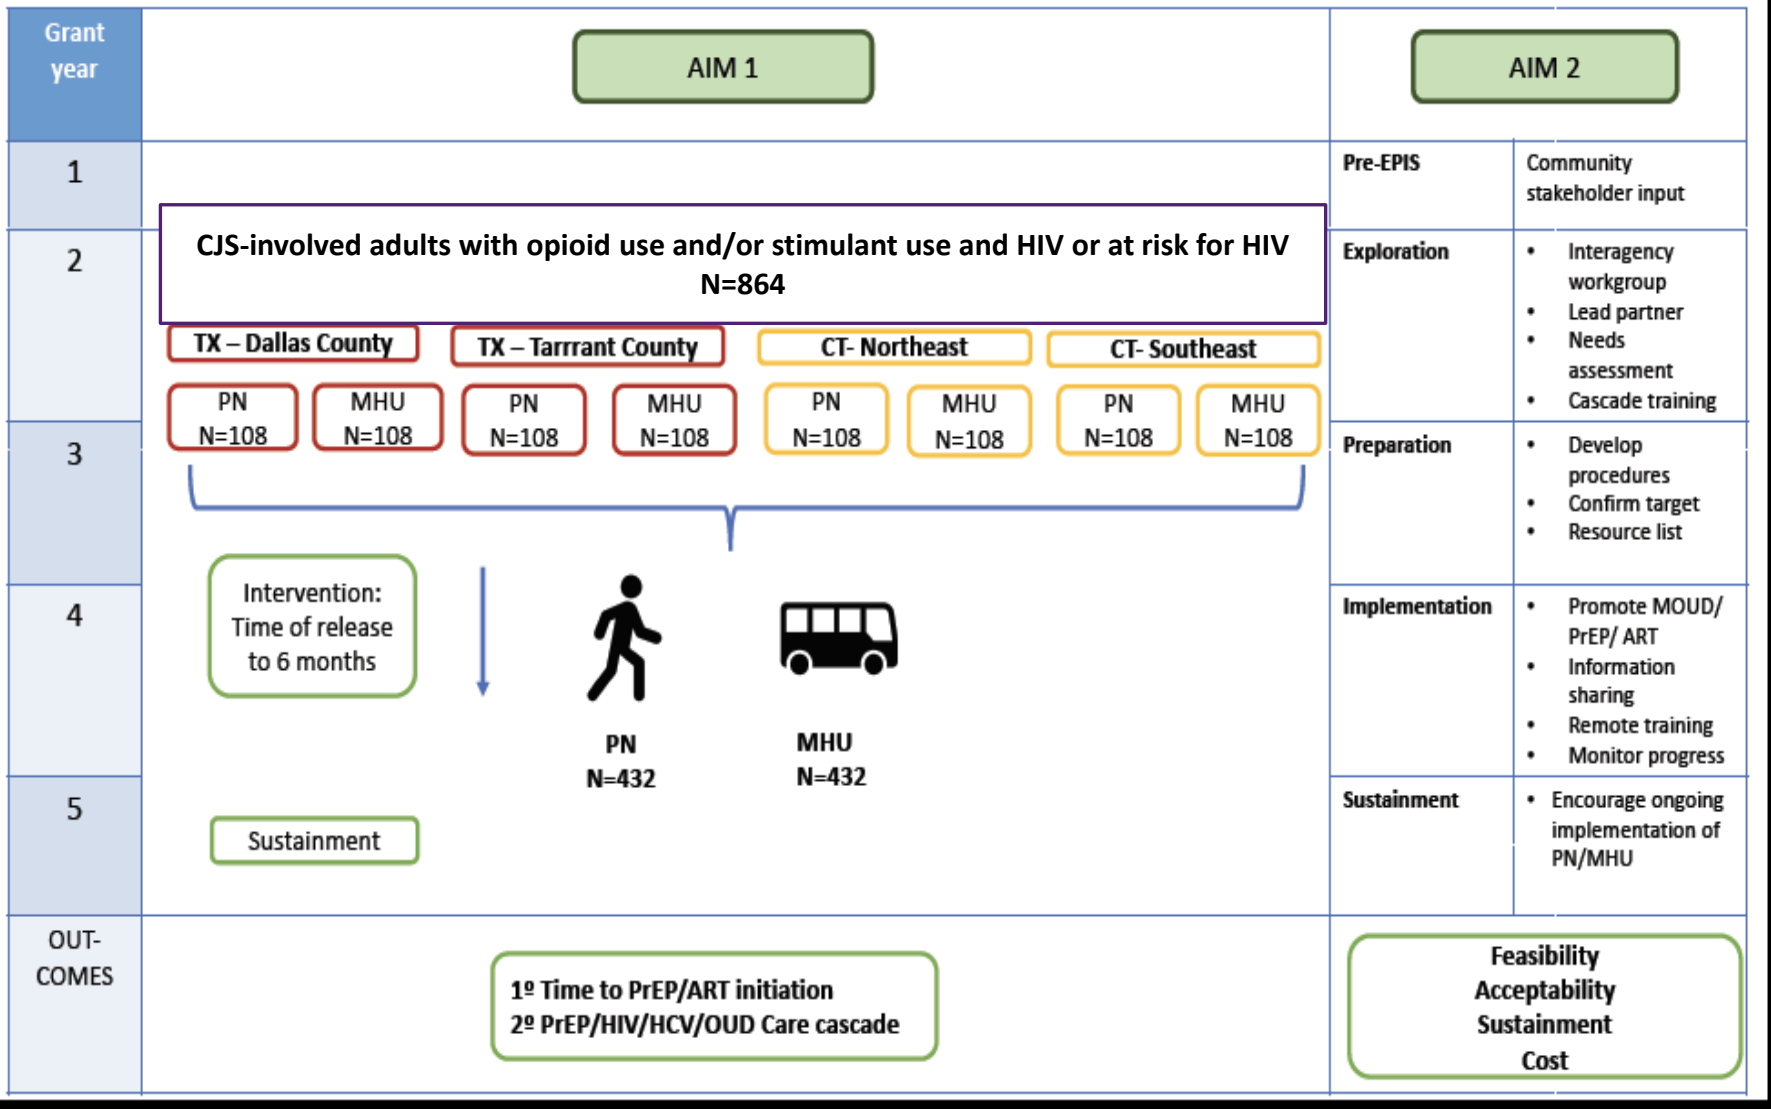 Grant
year
AIM 1
AIM 2
1
Pre-EPIS
Community
stakeholder input
CJS-involved adults with opioid use and/or stimulant use and HIV or at risk for HIV
N=864
2
TX – Dallas County
TX – Tarrrant County
CT- Northeast
CT- Southeast
PN
N=108
MHU
N=108
PN
N=108
MHU
N=108
PN
N=108
MHU
N=108
PN
N=108
MHU
N=108
Exploration
• Interagency
workgroup
• Lead partner
• Needs
assessment
• Cascade training
3
Preparation
• Develop
procedures
• Confirm target
• Resource list
4
Intervention:
Time of release
to 6 months
PN
N=432
MHU
N=432
Implementation
• Promote MOUD/
PrEP/ ART
• Information
sharing
• Remote training
• Monitor progress
5
Sustainment
Sustainment
• Encourage ongoing
implementation of
PN/MHU
OUT-
COMES
1º Time to PrEP/ART initiation
2º PrEP/HIV/HCV/OUD Care cascade
Feasibility
Acceptability
Sustainment
Cost